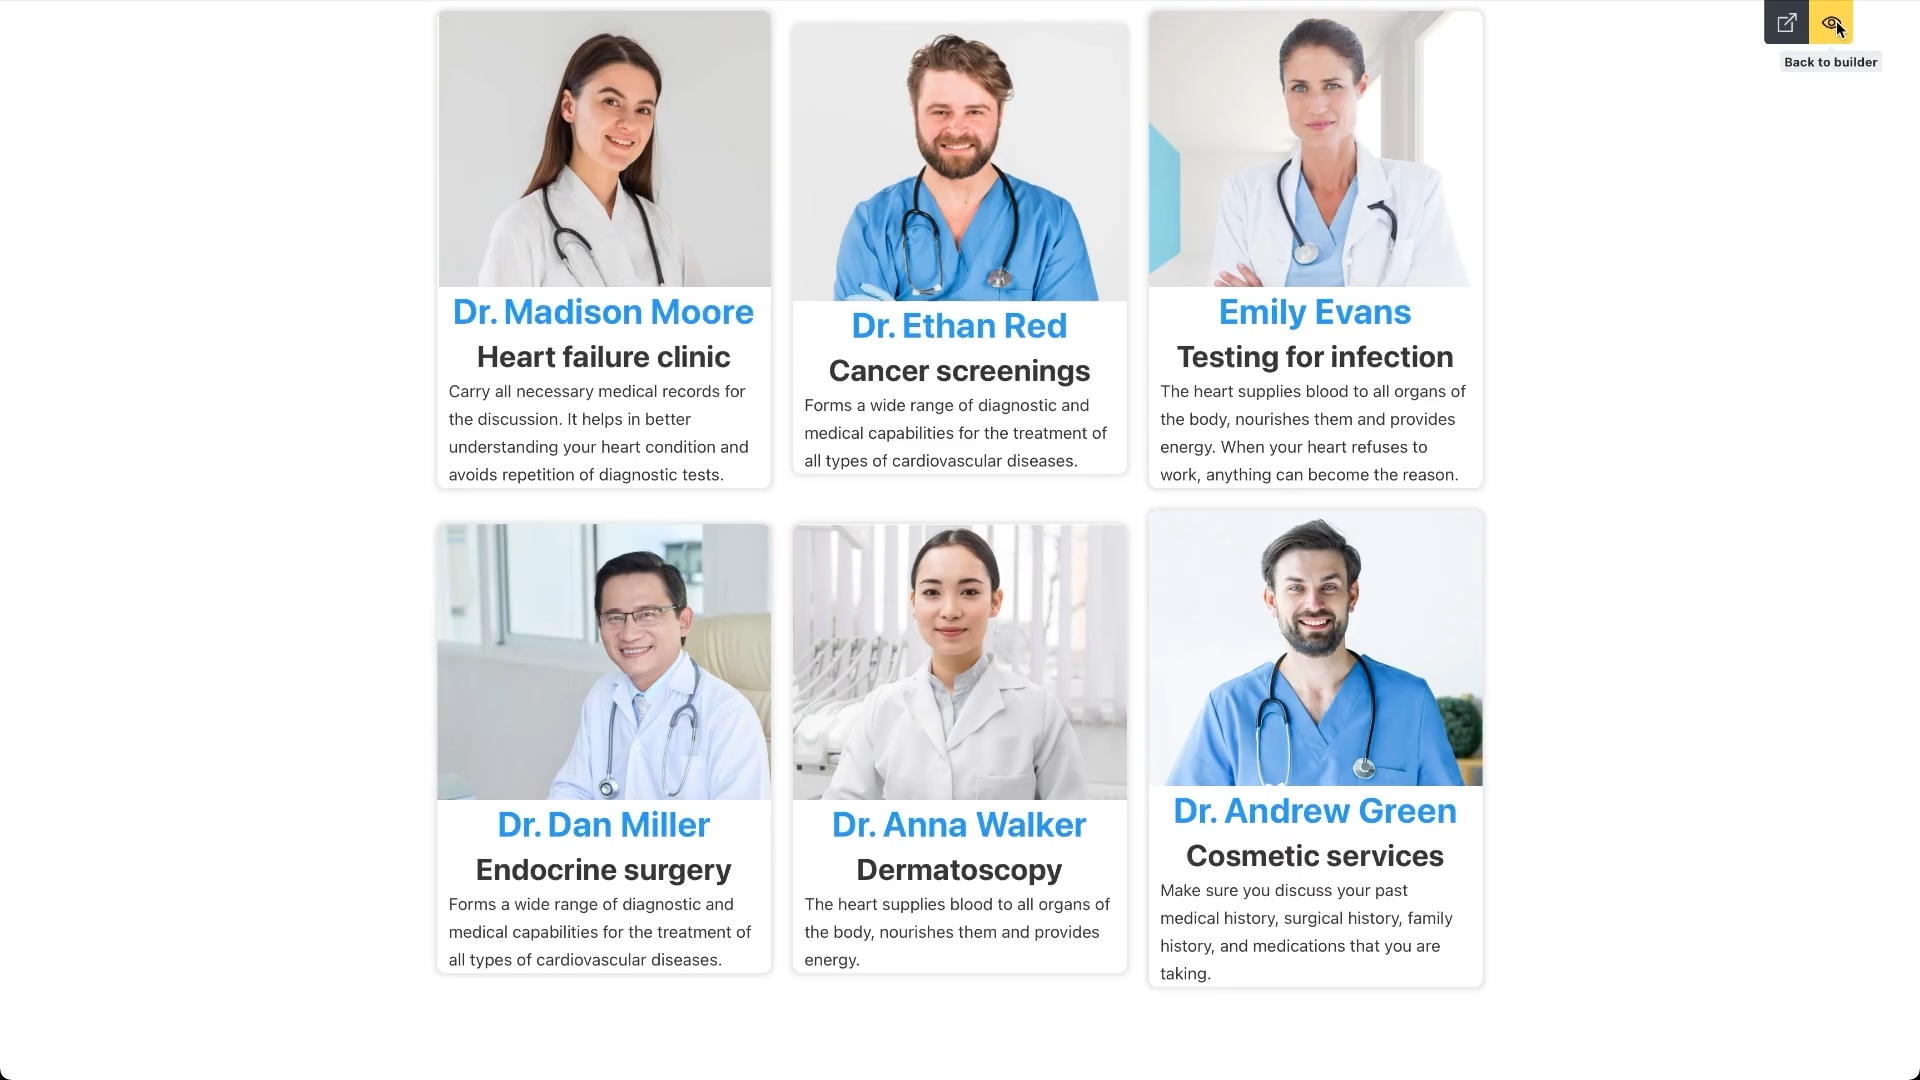 Back to builder
Dr. Madison Moore
Heart failure clinic
Carry all necessary medical records for
the discussion. It helps in better
understanding your heart condition and
avoids repetition of diagnostic tests.
Dr. Ethan Red
Cancer screenings
Forms a wide range of diagnostic and
medical capabilities for the treatment of
all types of cardiovascular diseases.
Emily Evans
Testing for infection
The heart supplies blood to all organs of
the body, nourishes them and provides
energy. When your heart refuses to
work, anything can become the reason.
Dr. Dan Miller
Endocrine surgery
Forms a wide range of diagnostic and
medical capabilities for the treatment of
all types of cardiovascular diseases.
Dr. Anna Walker
Dermatoscopy
The heart supplies blood to all organs of
the body, nourishes them and provides
energy.
Dr. Andrew Green
Cosmetic services
Make sure you discuss your past
medical history, surgical history, family
history, and medications that you are
taking.